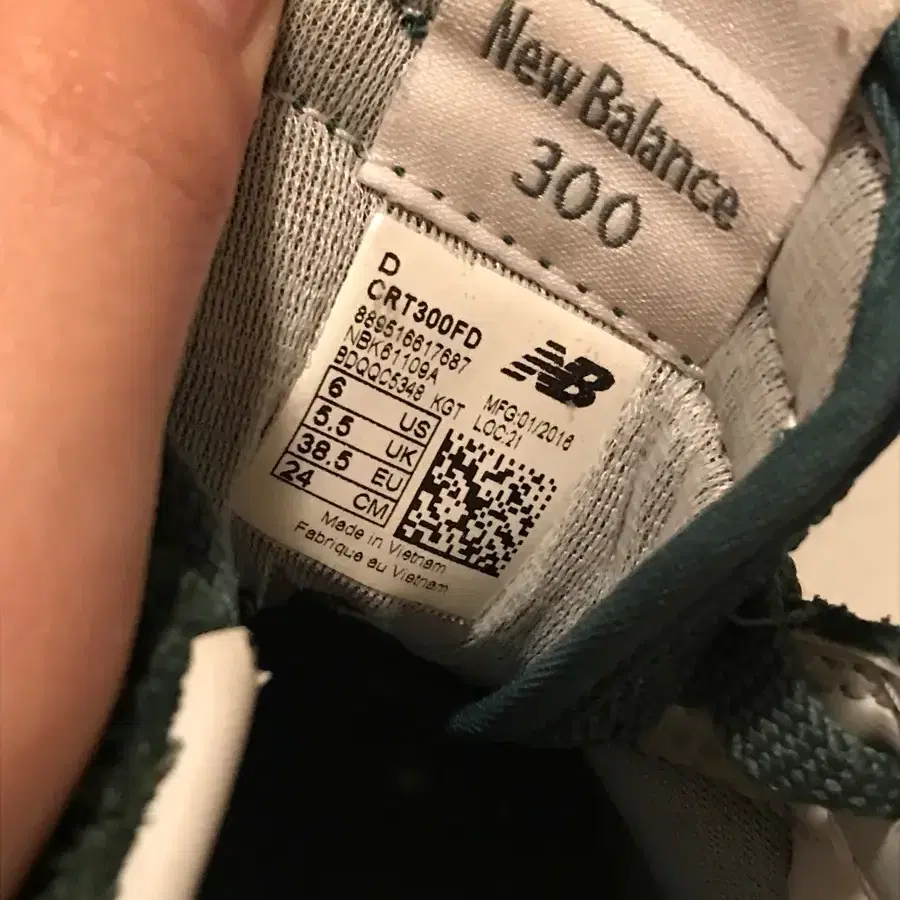 New Balance
300
D
CRT300FD
889516617687
NBK61109A
BDQQC5348 KGT
NB
MFG:01/2016
LOC:21
6 US
5.5 UK
38.5 EU
24 CM
Made in Vietnam
Fabrique au Vietnam